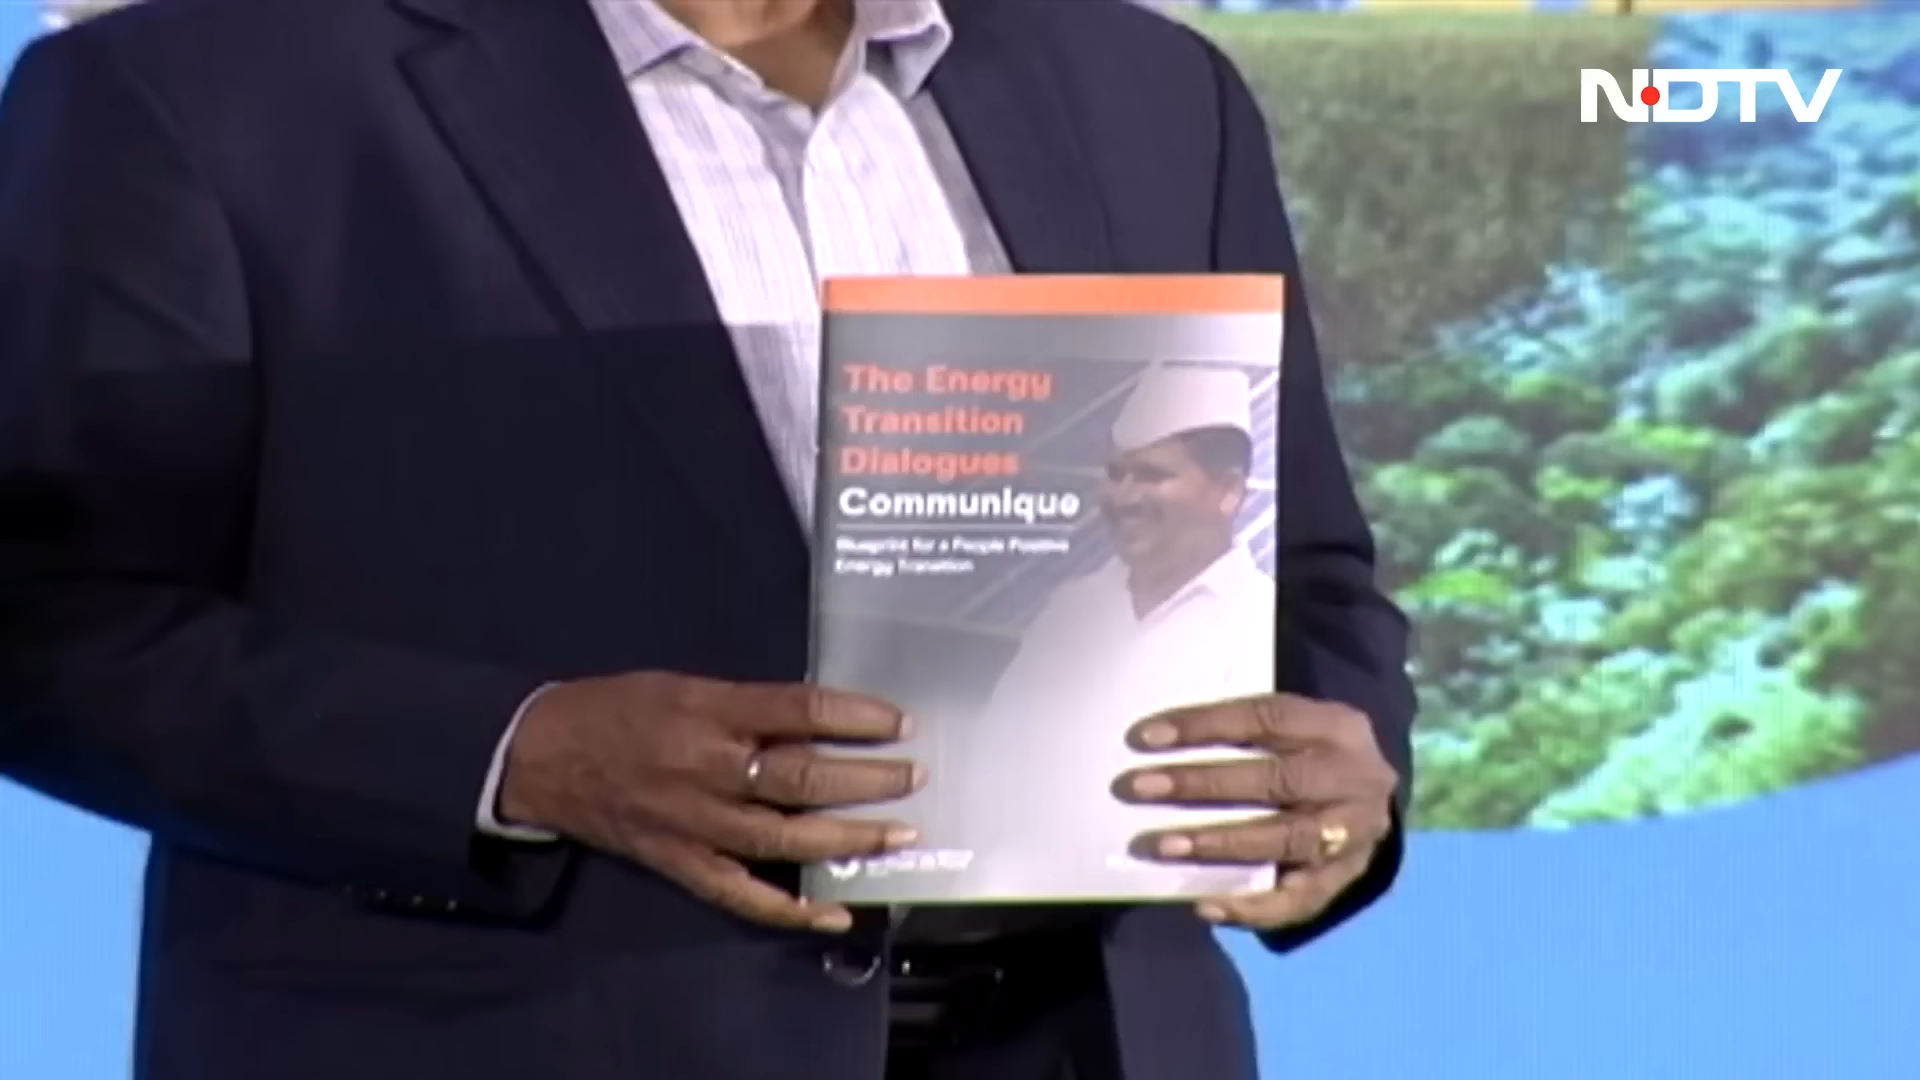 NDTV
The Energy
Transition
Dialogues
Communique
Blueprint for a People Positive
Energy Transition